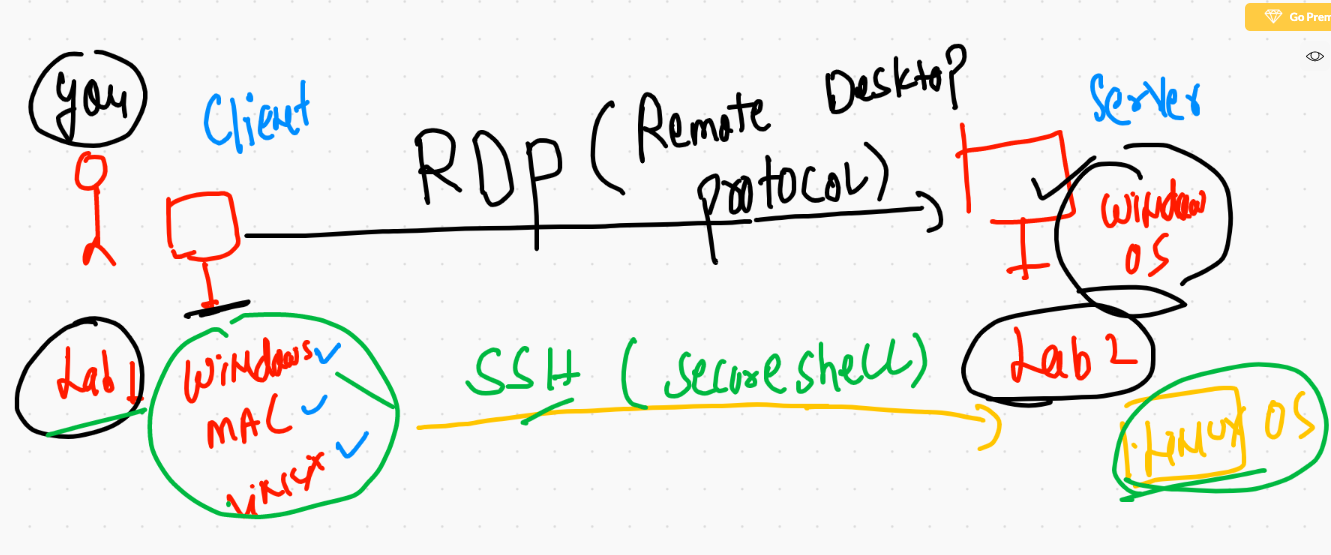 Go Prem
you
Client
RDP (Remote Desktop
protocol)
Server
Window
OS
Lab 1
Windows
MAC
Linux
SSH (secure shell)
Lab 2
Linux OS